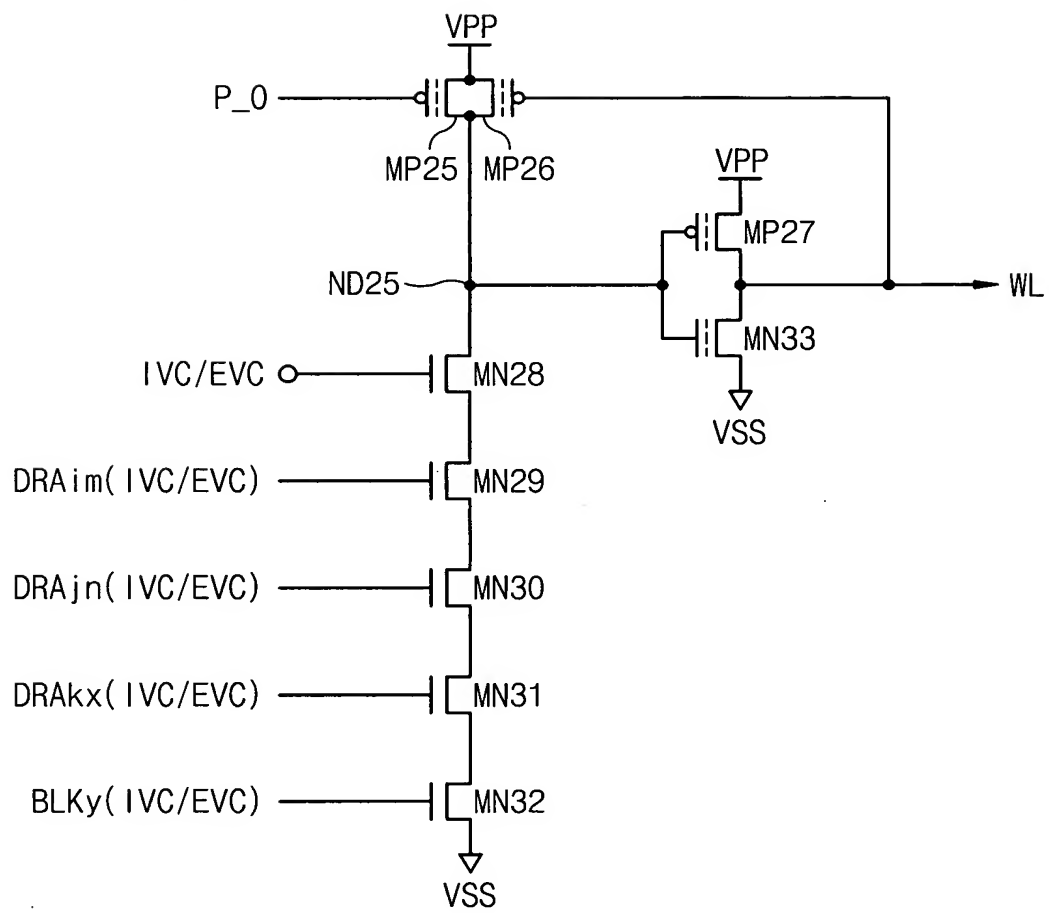 VPP
P_0
MP25 MP26
VPP
MP27
ND25
WL
MN33
IVC/EVC
MN28
VSS
DRAim(IVC/EVC)
MN29
DRAjn(IVC/EVC)
MN30
DRAkx(IVC/EVC)
MN31
BLKy(IVC/EVC)
MN32
VSS